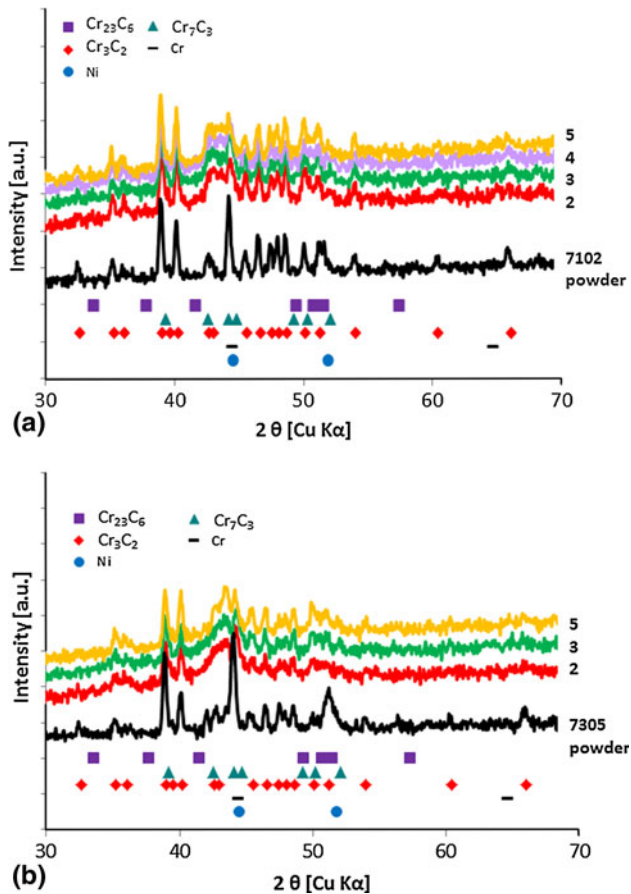 Cr23C6 Cr7C3
Cr3C2 Cr
Ni
Intensity [a.u.]
5
4
3
2
7102
powder
30 40 50 60 70
2 θ [Cu Kα]
(a)
Cr23C6 Cr7C3
Cr3C2 Cr
Ni
Intensity [a.u.]
5
3
2
7305
powder
30 40 50 60 70
2 θ [Cu Kα]
(b)